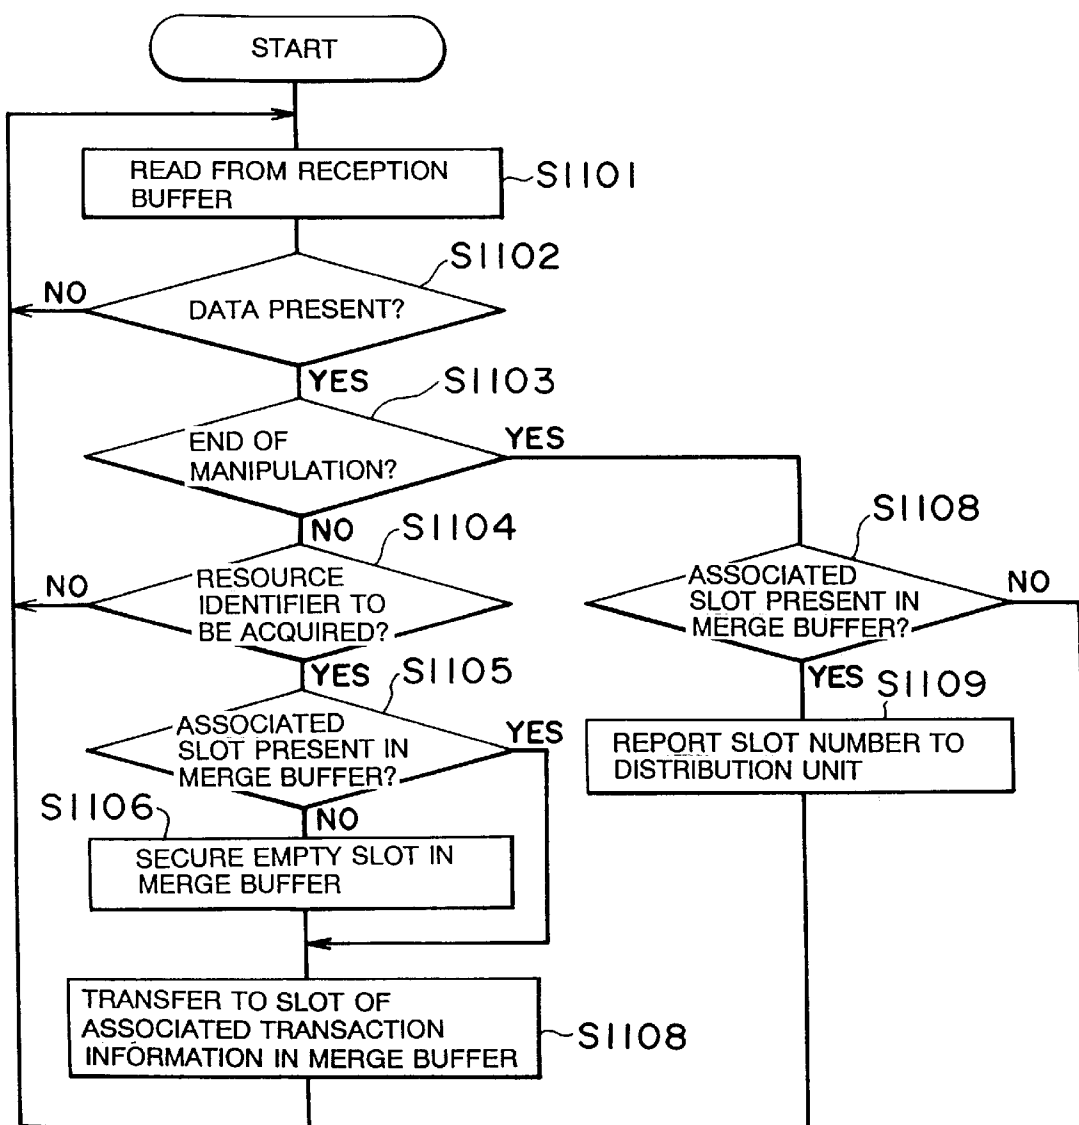 START
READ FROM RECEPTION
BUFFER
S1101
S1102
NO
DATA PRESENT?
YES
S1103
END OF
MANIPULATION?
YES
NO
S1104
NO
RESOURCE
IDENTIFIER TO
BE ACQUIRED?
YES
S1105
ASSOCIATED
SLOT PRESENT IN
MERGE BUFFER?
YES
NO
S1106
SECURE EMPTY SLOT IN
MERGE BUFFER
TRANSFER TO SLOT OF
ASSOCIATED TRANSACTION
INFORMATION IN MERGE BUFFER
S1108
S1108
ASSOCIATED
SLOT PRESENT IN
MERGE BUFFER?
NO
YES
S1109
REPORT SLOT NUMBER TO
DISTRIBUTION UNIT